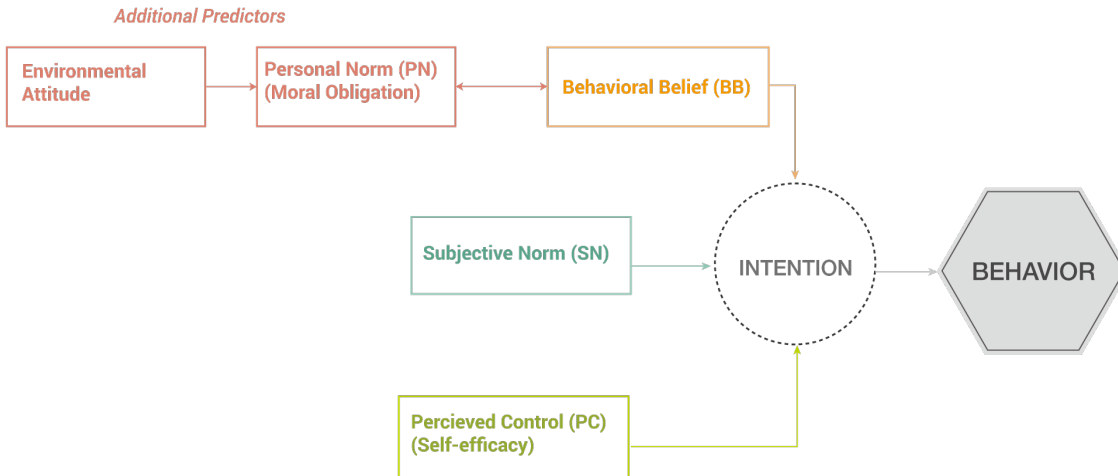 Additional Predictors
Environmental
Attitude
Personal Norm (PN)
(Moral Obligation)
Behavioral Belief (BB)
Subjective Norm (SN)
INTENTION
BEHAVIOR
Percieved Control (PC)
(Self-efficacy)